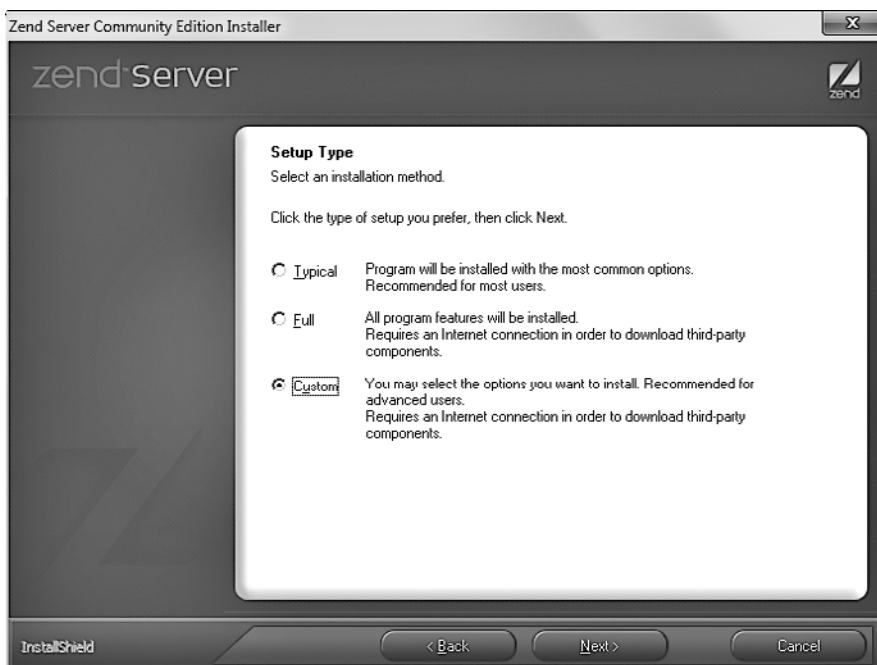 Zend Server Community Edition Installer
zend server
zend
Setup Type
Select an installation method.
Click the type of setup you prefer, then click Next.
Typical
Program will be installed with the most common options.
Recommended for most users.
Full
All program features will be installed.
Requires an Internet connection in order to download third-party
components.
Custom
You may select the options you want to install. Recommended for
advanced users.
Requires an Internet connection in order to download third-party
components.
InstallShield
< Back
Next >
Cancel